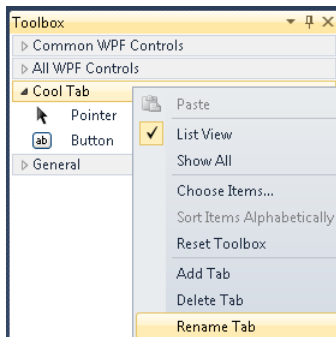 Toolbox
Common WPF Controls
All WPF Controls
Cool Tab
Pointer
ab Button
General
Paste
List View
Show All
Choose Items...
Sort Items Alphabetically
Reset Toolbox
Add Tab
Delete Tab
Rename Tab